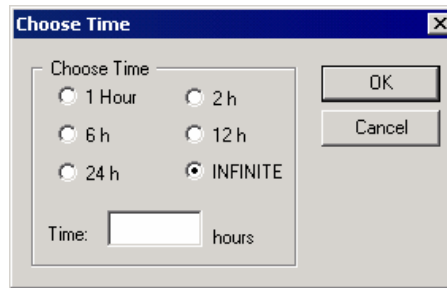 Choose Time
Choose Time
1 Hour 2 h
6 h 12 h
24 h INFINITE
Time: hours
OK
Cancel